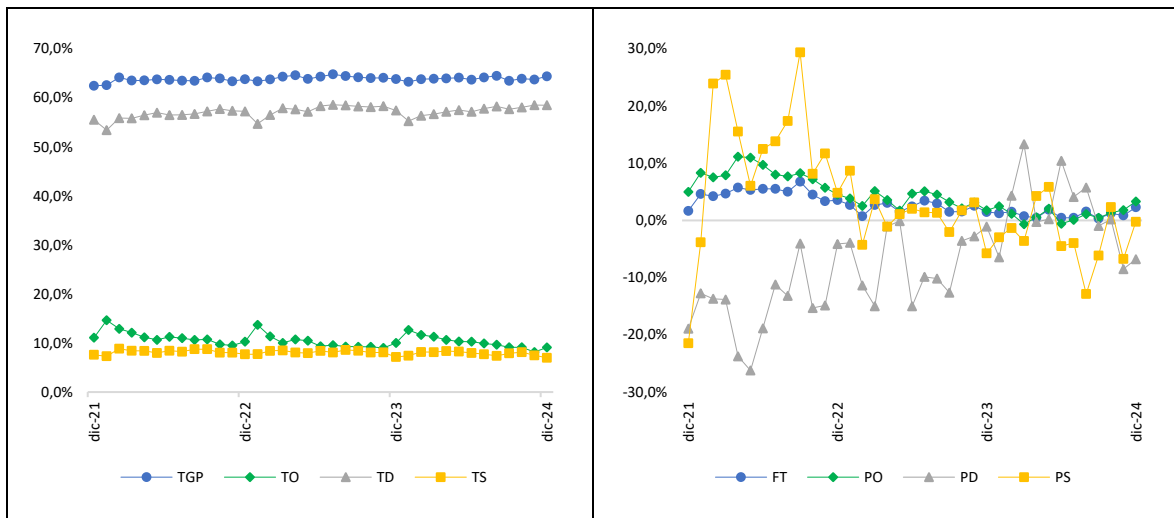 70,0%
60,0%
50,0%
40,0%
30,0%
20,0%
10,0%
0,0%
dic-21
dic-22
dic-23
dic-24
TGP TO TD TS
30,0%
20,0%
10,0%
0,0%
-10,0%
-20,0%
-30,0%
dic-21
dic-22
dic-23
dic-24
FT PO PD PS